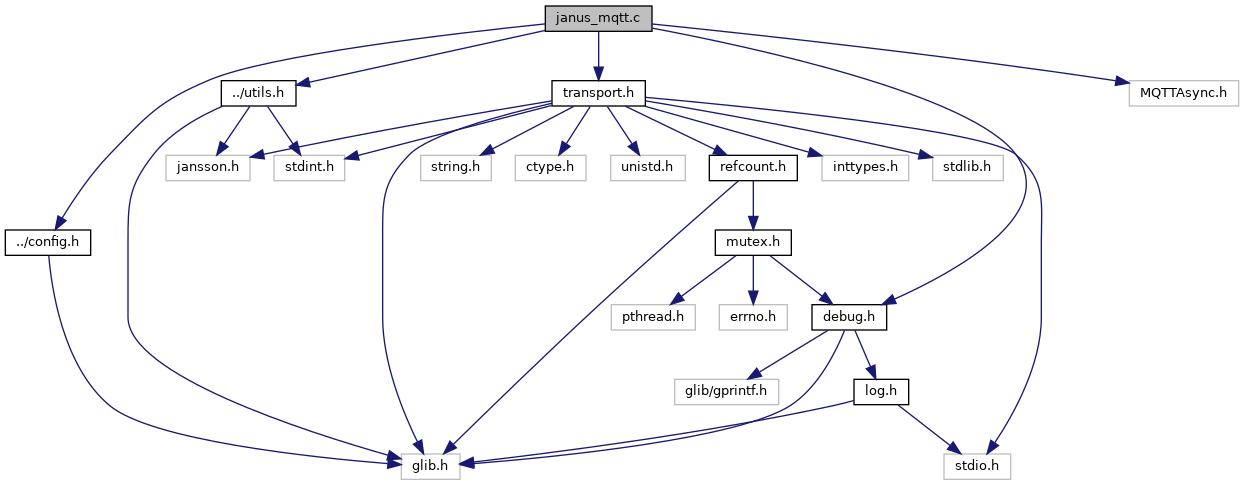 janus_mqtt.c
../utils.h
transport.h
MQTTAsync.h
jansson.h
stdint.h
string.h
ctype.h
unistd.h
refcount.h
inttypes.h
stdlib.h
../config.h
mutex.h
pthread.h
errno.h
debug.h
glib/gprintf.h
log.h
glib.h
stdio.h